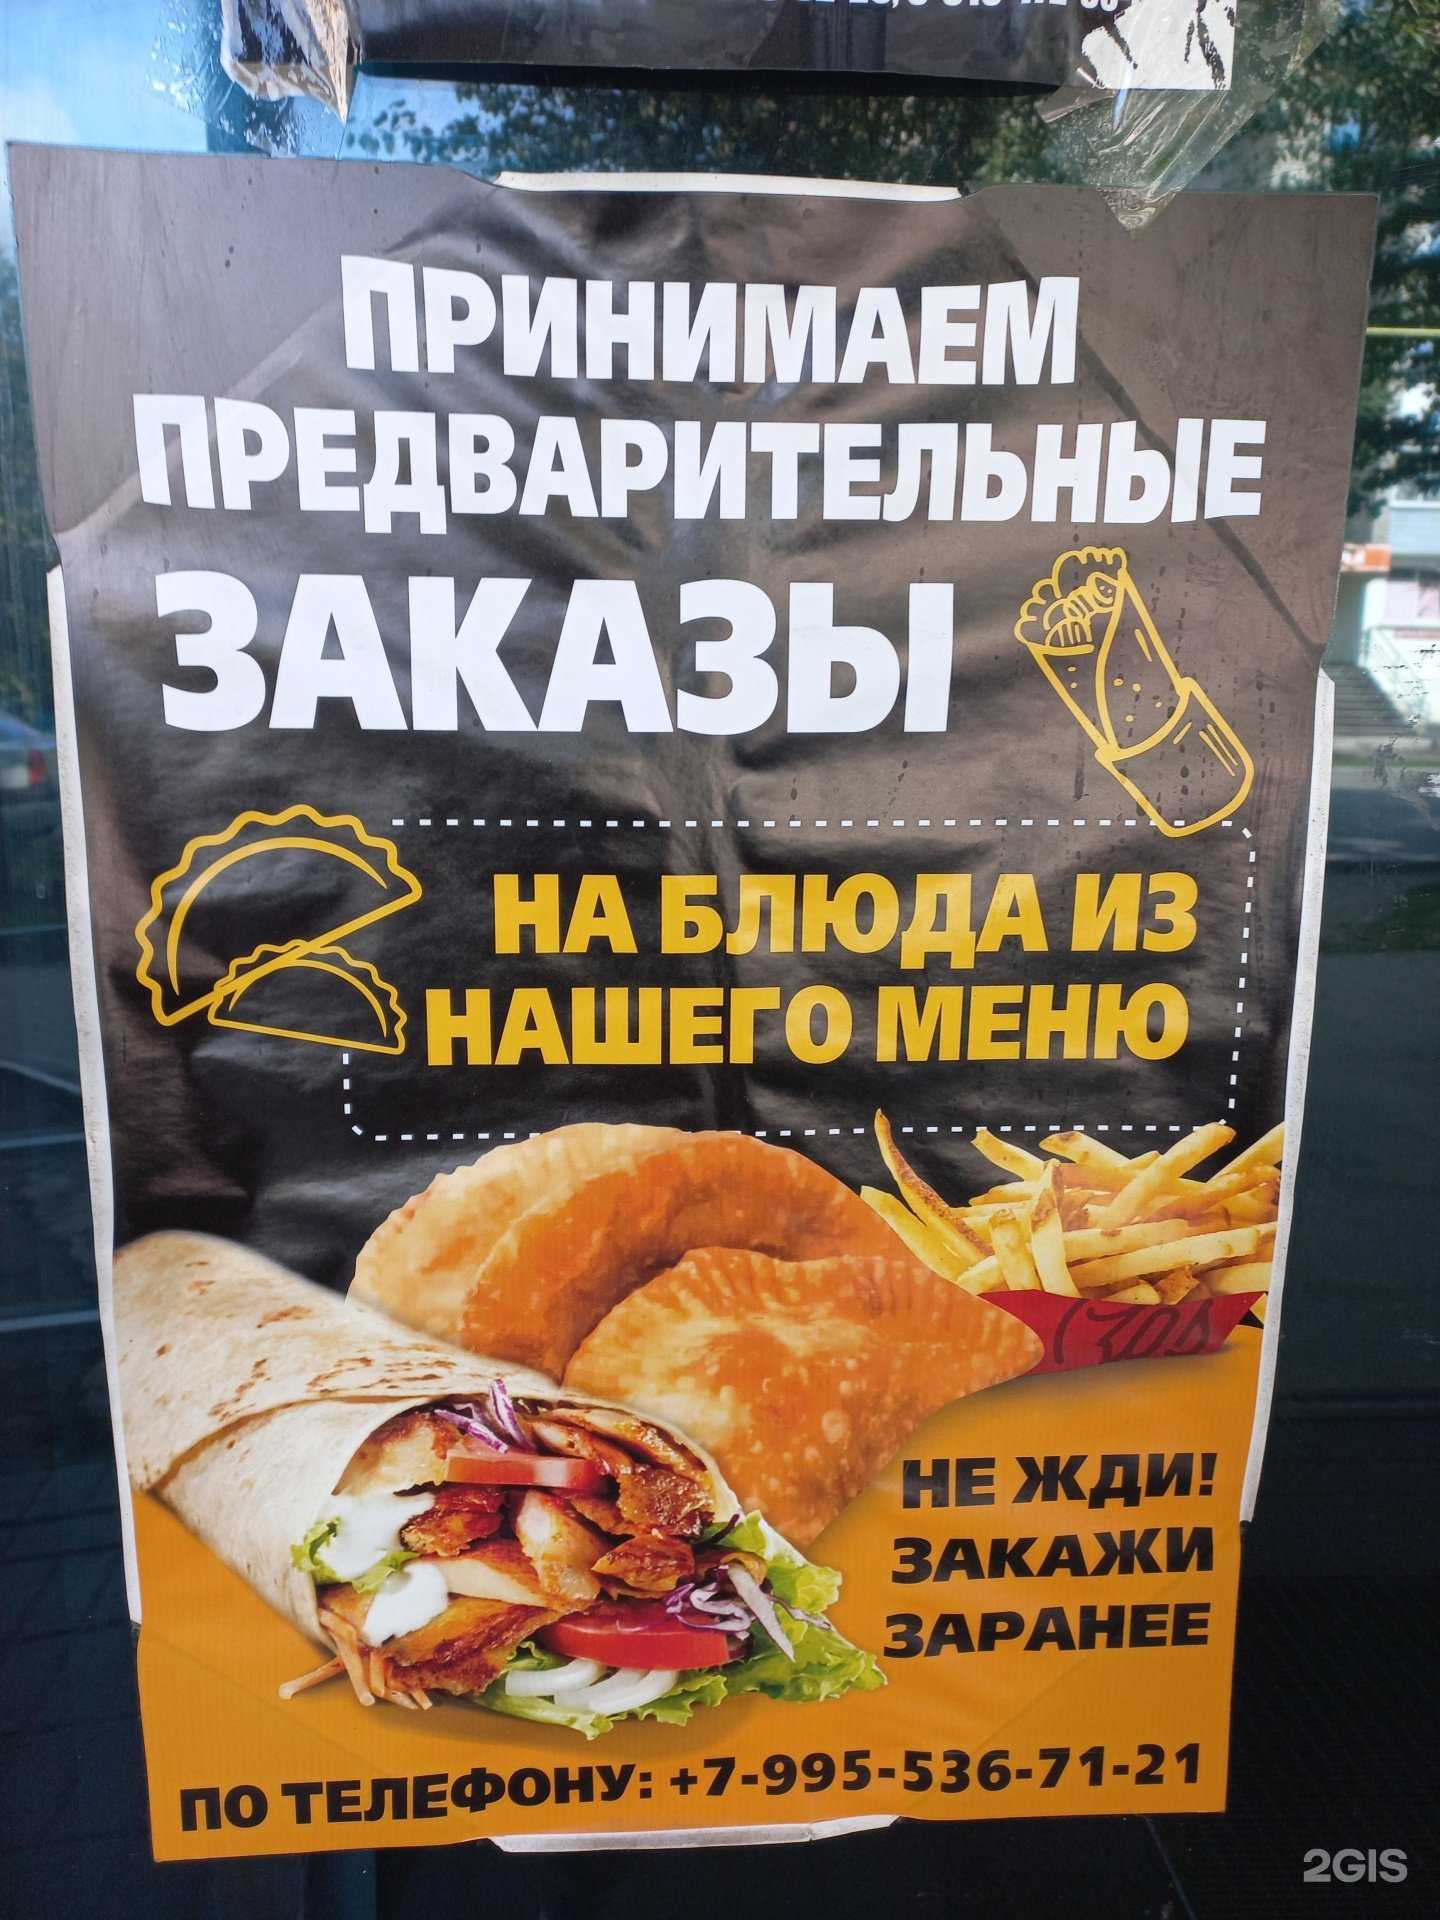 ПРИНИМАЕМ
ПРЕДВАРИТЕЛЬНЫЕ
ЗАКАЗЫ
НА БЛЮДА ИЗ
НАШЕГО МЕНЮ
НЕ ЖДИ!
ЗАКАЖИ
ЗАРАНЕЕ
ПО ТЕЛЕФОНУ: +7-995-536-71-21
2GIS